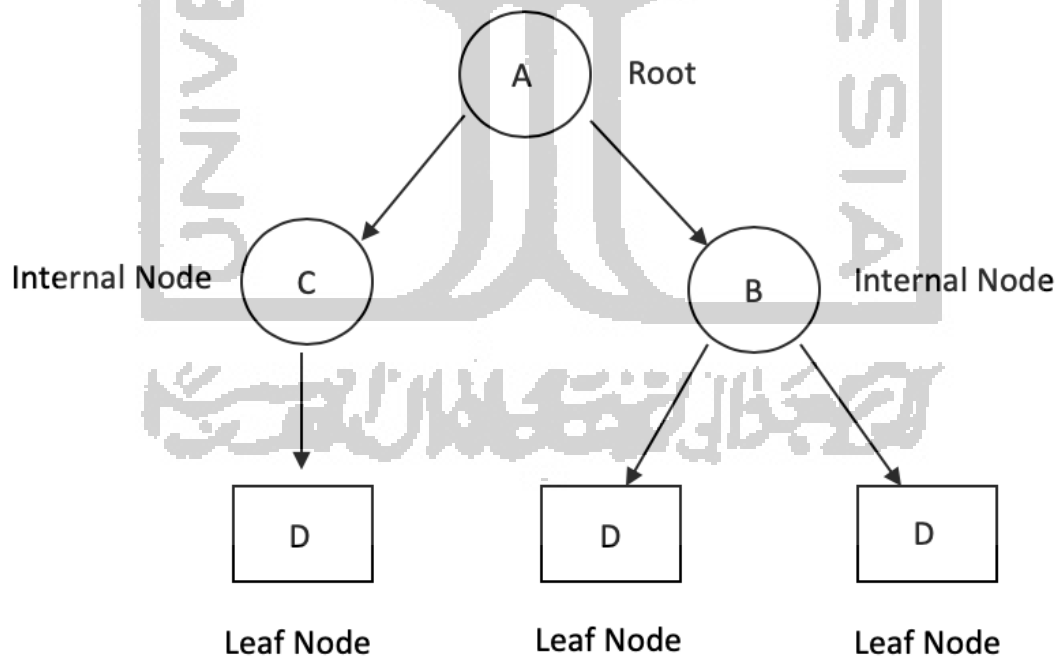 A
Root
Internal Node
C
B
Internal Node
D
D
D
Leaf Node
Leaf Node
Leaf Node